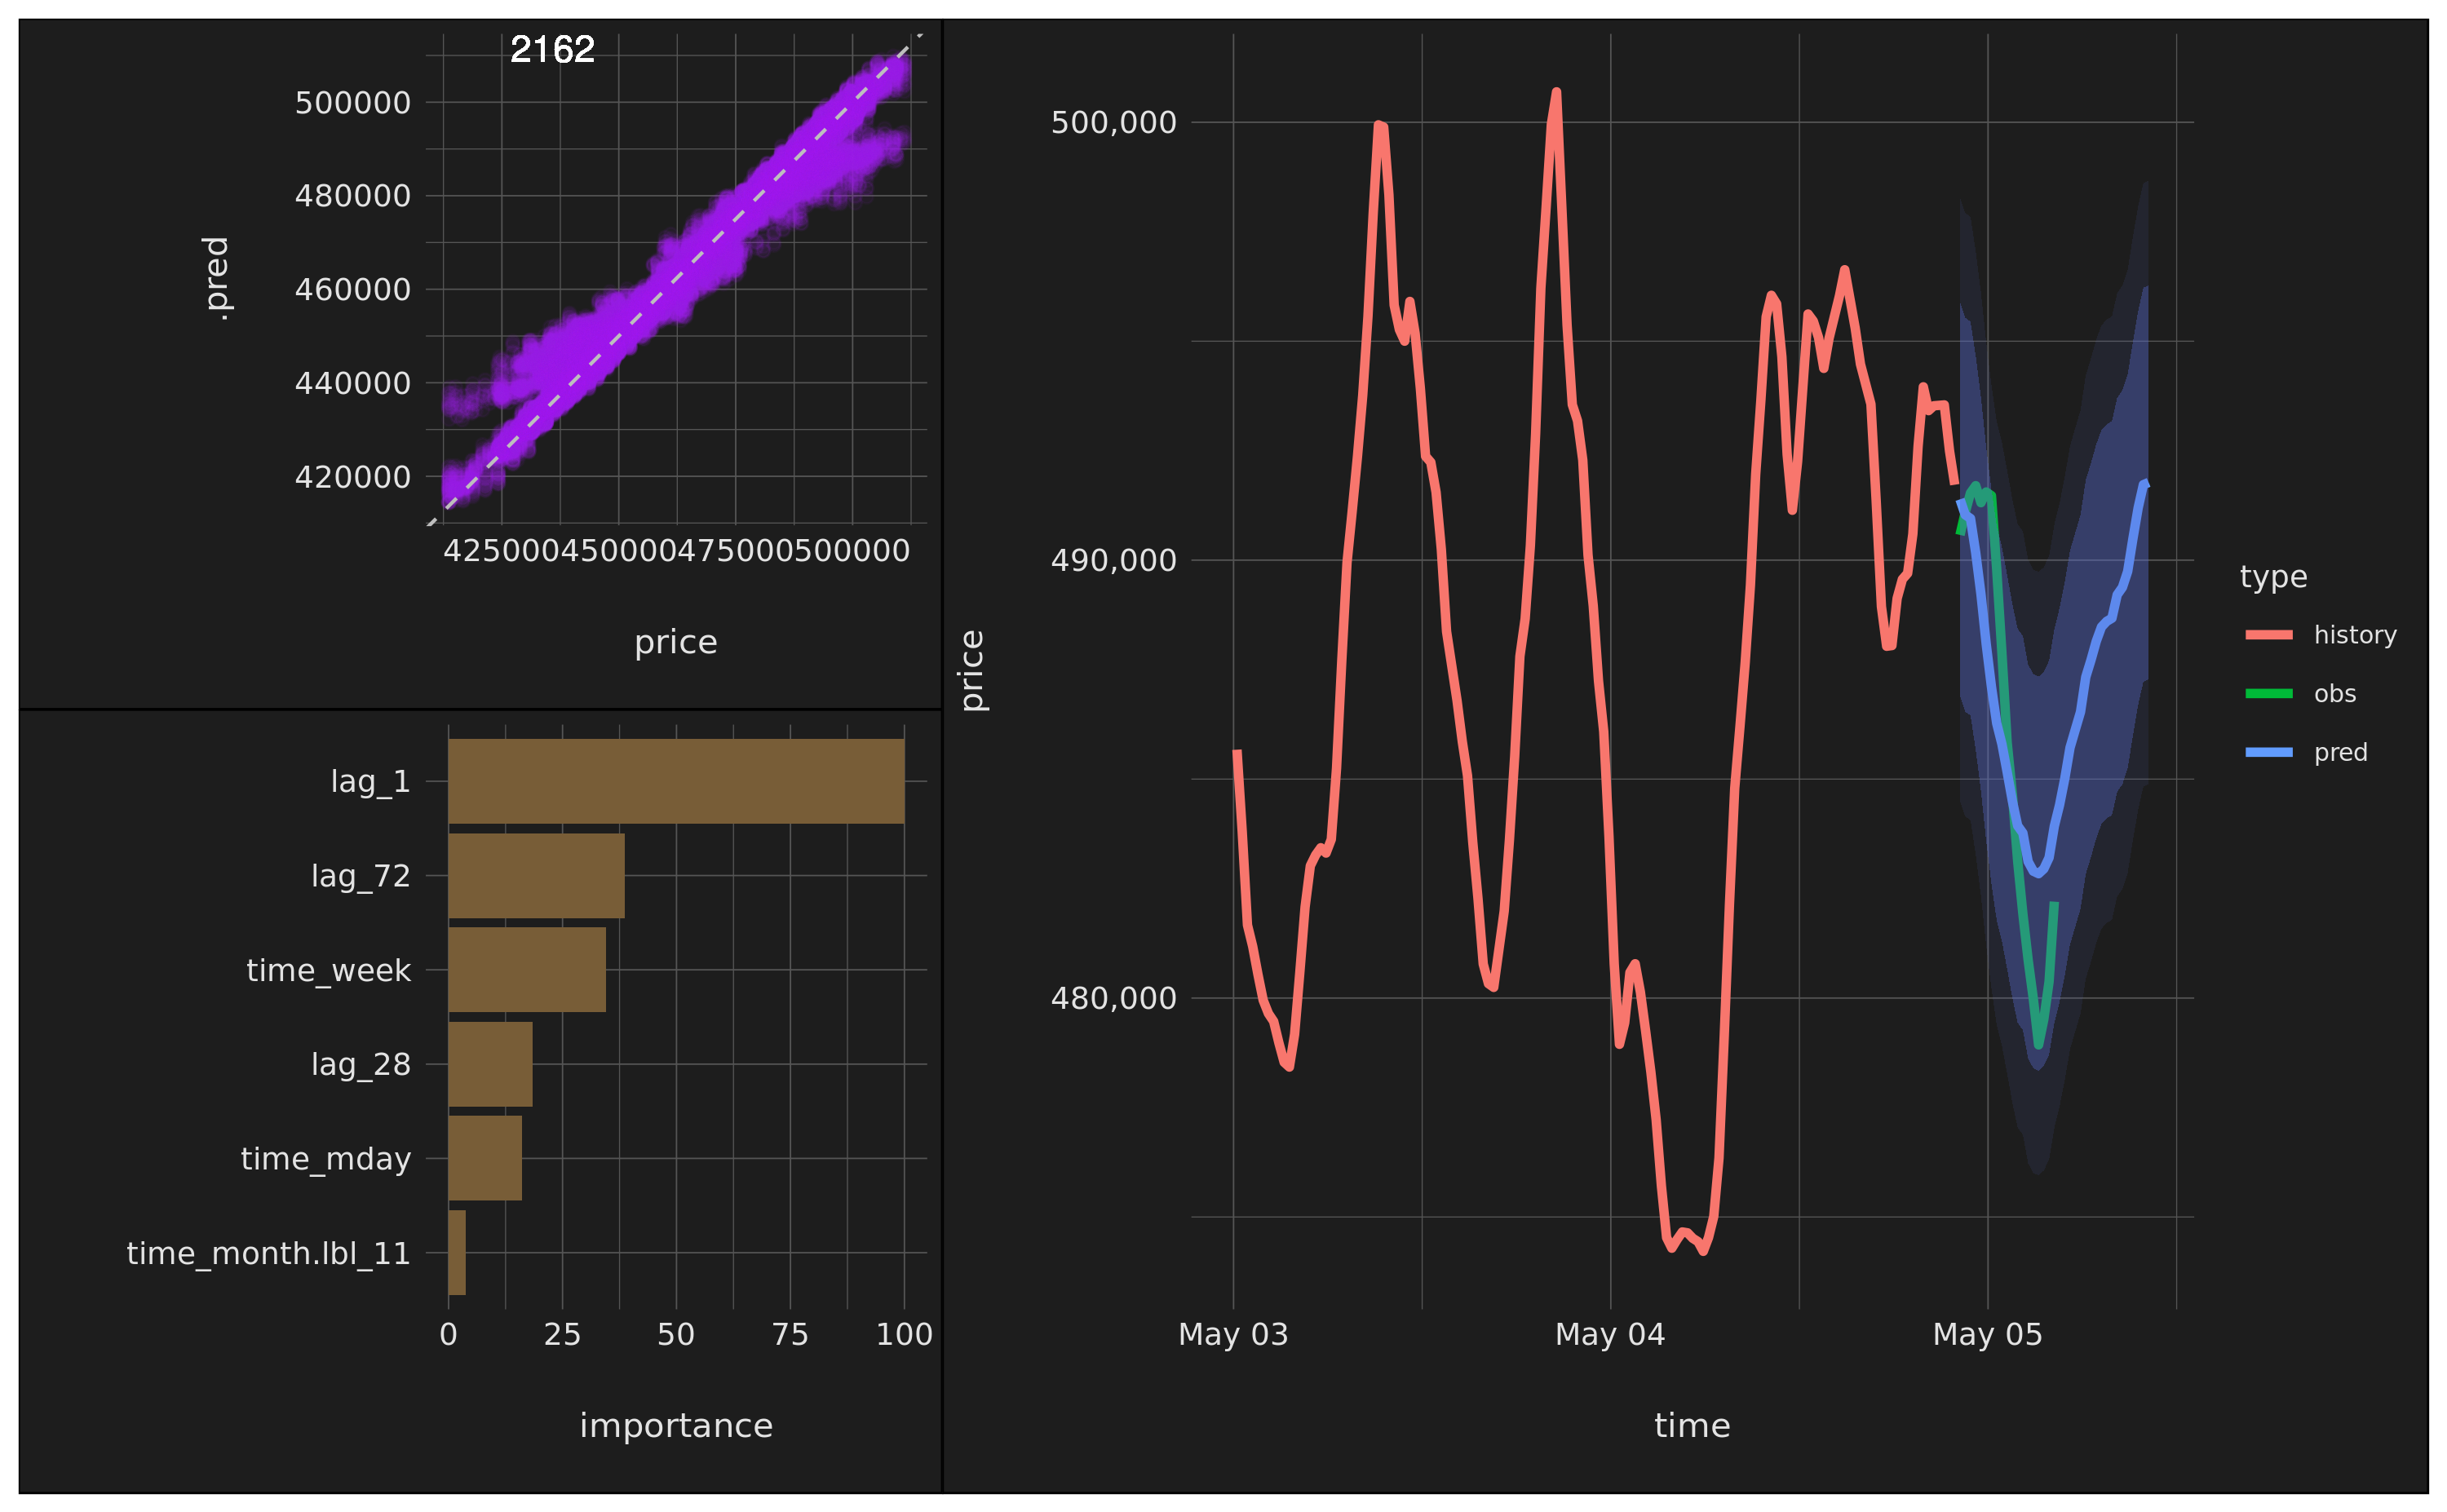 2162
500000
480000
460000
440000
420000
.pred
425000450000475000500000
price
lag_1
lag_72
time_week
lag_28
time_mday
time_month.lbl_11
0 25 50 75 100
importance
500,000
490,000
480,000
price
May 03 May 04 May 05
time
type
history
obs
pred